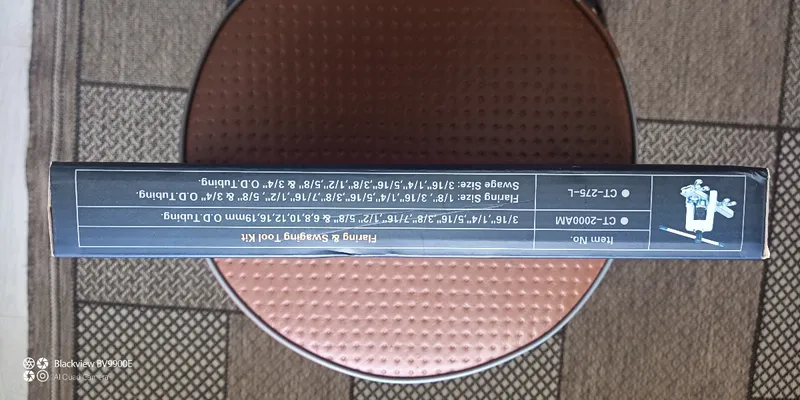 Item No.
Flaring & Swaging Tool Kit
● CT-2000AM
3/16",1/4",5/16",3/8",7/16",1/2",5/8" & 6,8,10,12,16,19mm O.D.Tubing.
● CT-275-L
Flaring Size: 1/8", 3/16",1/4",5/16",3/8",7/16",1/2", 5/8" & 3/4" O.D.Tubing.
Swage Size: 3/16",1/4",5/16",3/8",1/2",5/8" & 3/4" O.D.Tubing.
Blackview BV9900E
AI Quad Camera